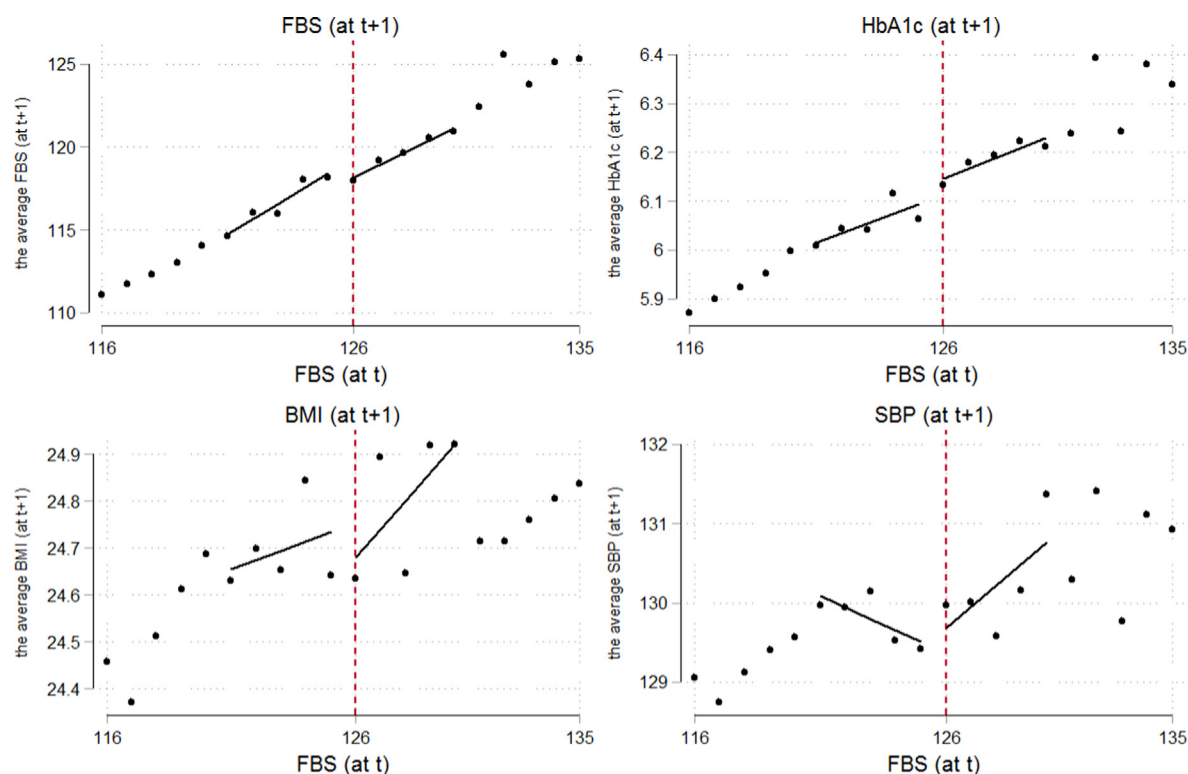 FBS (at t+1)
the average FBS (at t+1)
125
120
115
110
116
126
135
FBS (at t)
HbA1c (at t+1)
the average HbA1c (at t+1)
6.4
6.3
6.2
6.1
6
5.9
116
126
135
FBS (at t)
BMI (at t+1)
the average BMI (at t+1)
24.9
24.8
24.7
24.6
24.5
24.4
116
126
135
FBS (at t)
SBP (at t+1)
the average SBP (at t+1)
132
131
130
129
116
126
135
FBS (at t)